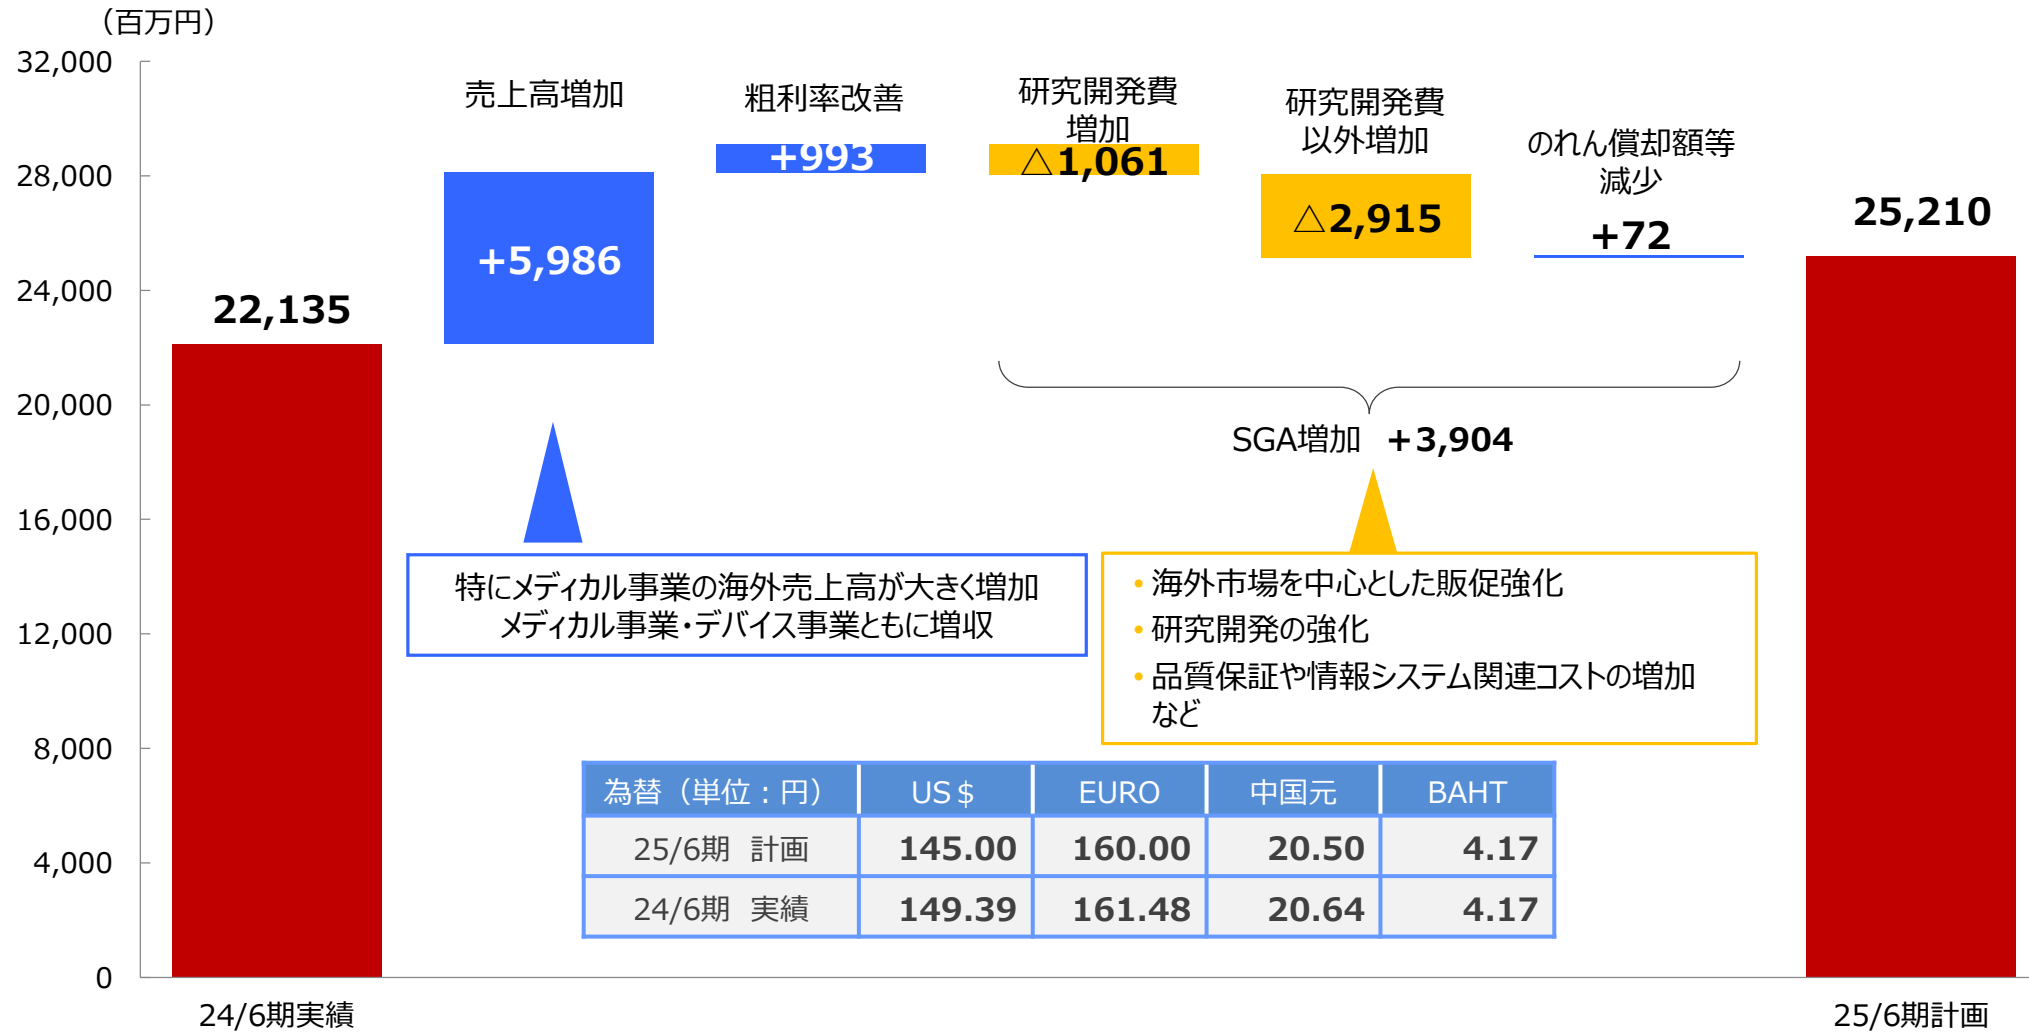 （百万円）
32,000
28,000
24,000
20,000
16,000
12,000
8,000
4,000
0
売上高増加
粗利率改善
研究開発費
増加
研究開発費
以外増加
のれん償却額等
減少
22,135
+5,986
+993
△1,061
△2,915
+72
25,210
SGA増加 +3,904
特にメディカル事業の海外売上高が大きく増加
メディカル事業・デバイス事業ともに増収
• 海外市場を中心とした販促強化
• 研究開発の強化
• 品質保証や情報システム関連コストの増加
など
為替（単位：円） US＄ EURO 中国元 BAHT
25/6期 計画 145.00 160.00 20.50 4.17
24/6期 実績 149.39 161.48 20.64 4.17
24/6期実績
25/6期計画